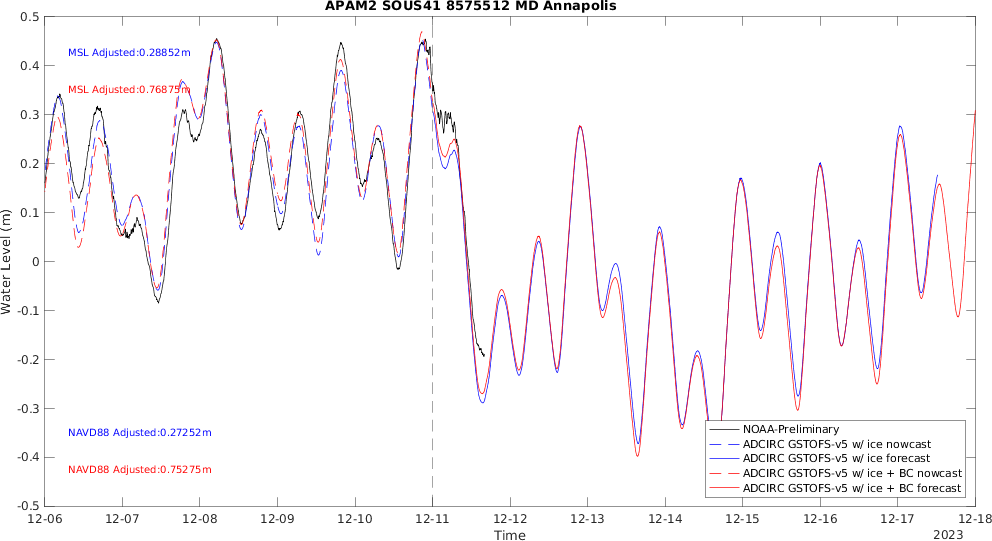 APAM2 SOUS41 8575512 MD Annapolis
0.5
MSL Adjusted:0.28852m
0.4
MSL Adjusted:0.76875m
0.3
0.2
0.1
Water Level (m)
0
-0.1
-0.2
-0.3
NAVD88 Adjusted:0.27252m
NOAA-Preliminary
ADCIRC GSTOFS-v5 w/ ice nowcast
-0.4
ADCIRC GSTOFS-v5 w/ ice forecast
NAVD88 Adjusted:0.75275m
ADCIRC GSTOFS-v5 w/ ice + BC nowcast
ADCIRC GSTOFS-v5 w/ ice + BC forecast
-0.5
12-06 12-07 12-08 12-09 12-10 12-11 12-12 12-13 12-14 12-15 12-16 12-17 12-18
Time
2023